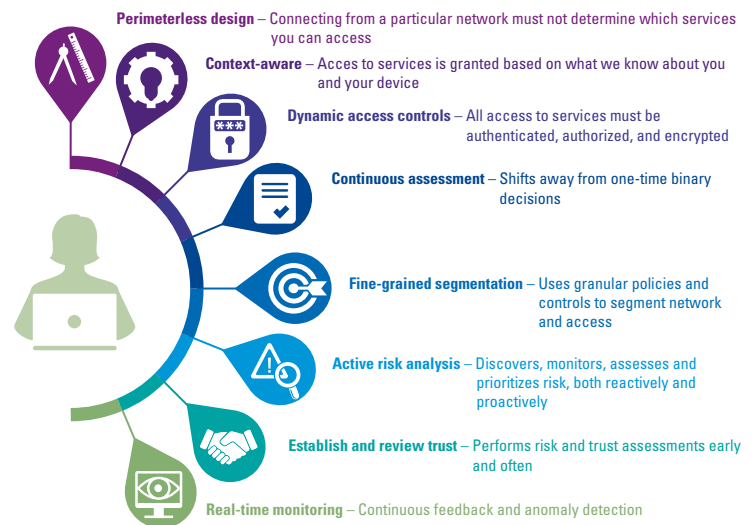 Perimeterless design – Connecting from a particular network must not determine which services
you can access
Context-aware – Acces to services is granted based on what we know about you
and your device
Dynamic access controls – All access to services must be
authenticated, authorized, and encrypted
***
Continuous assessment – Shifts away from one-time binary
decisions
Fine-grained segmentation – Uses granular policies and
controls to segment network
and access
Active risk analysis – Discovers, monitors, assesses and
prioritizes risk, both reactively and
proactively
!
Establish and review trust – Performs risk and trust assessments early
and often
Real-time monitoring – Continuous feedback and anomaly detection